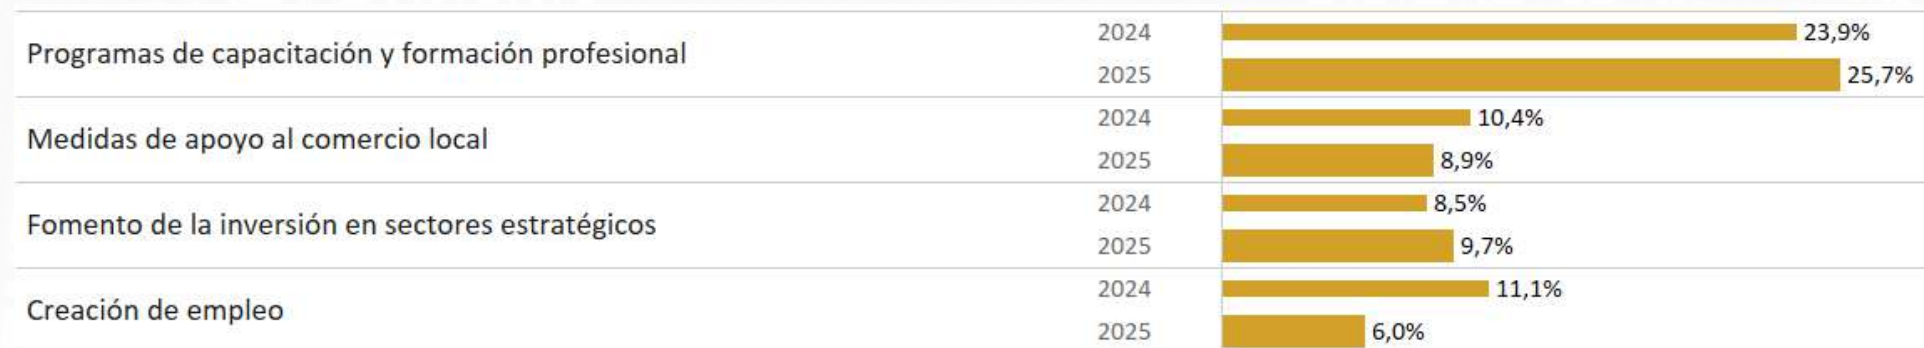 2024 23,9%
Programas de capacitación y formación profesional
2025 25,7%
2024 10,4%
Medidas de apoyo al comercio local
2025 8,9%
2024 8,5%
Fomento de la inversión en sectores estratégicos
2025 9,7%
2024 11,1%
Creación de empleo
2025 6,0%